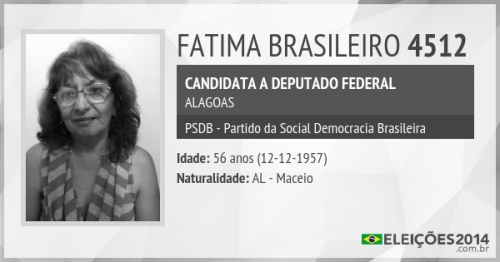 FATIMA BRASILEIRO 4512
CANDIDATA A DEPUTADO FEDERAL
ALAGOAS
PSDB - Partido da Social Democracia Brasileira
Idade: 56 anos (12-12-1957)
Naturalidade: AL - Maceio
ELEIÇÕES2014
.com.br